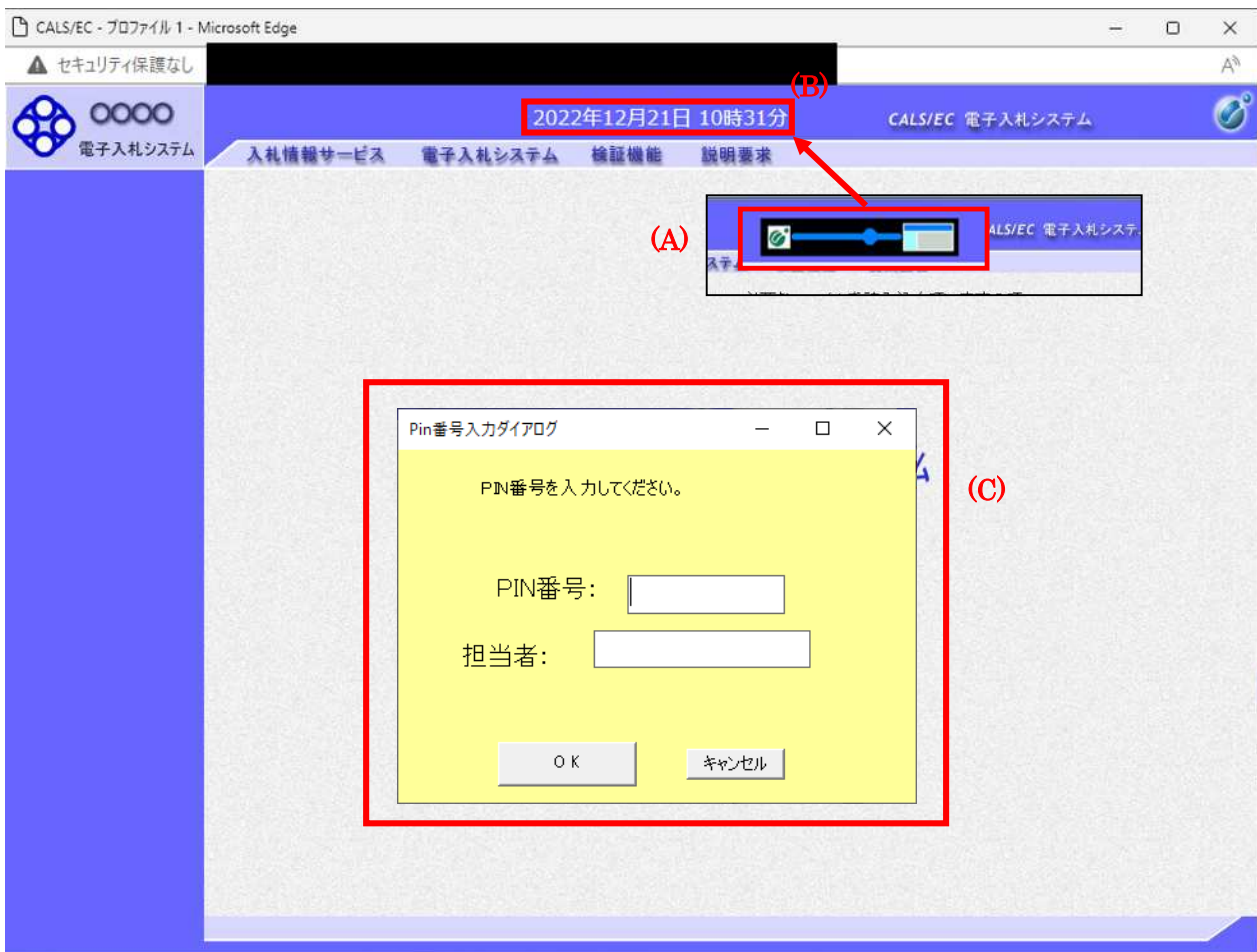 CALS/EC - プロファイル 1 - Microsoft Edge
セキュリティ保護なし
(B)
OOOO
電子入札システム
2022年12月21日 10時31分
CALS/EC 電子入札システム
入札情報サービス 電子入札システム 検証機能 説明要求
(A)
ALS/EC 電子入札システ
ステ
(C)
Pin番号入力ダイアログ
PIN番号を入力してください。
PIN番号:
担当者:
OK キャンセル
ム